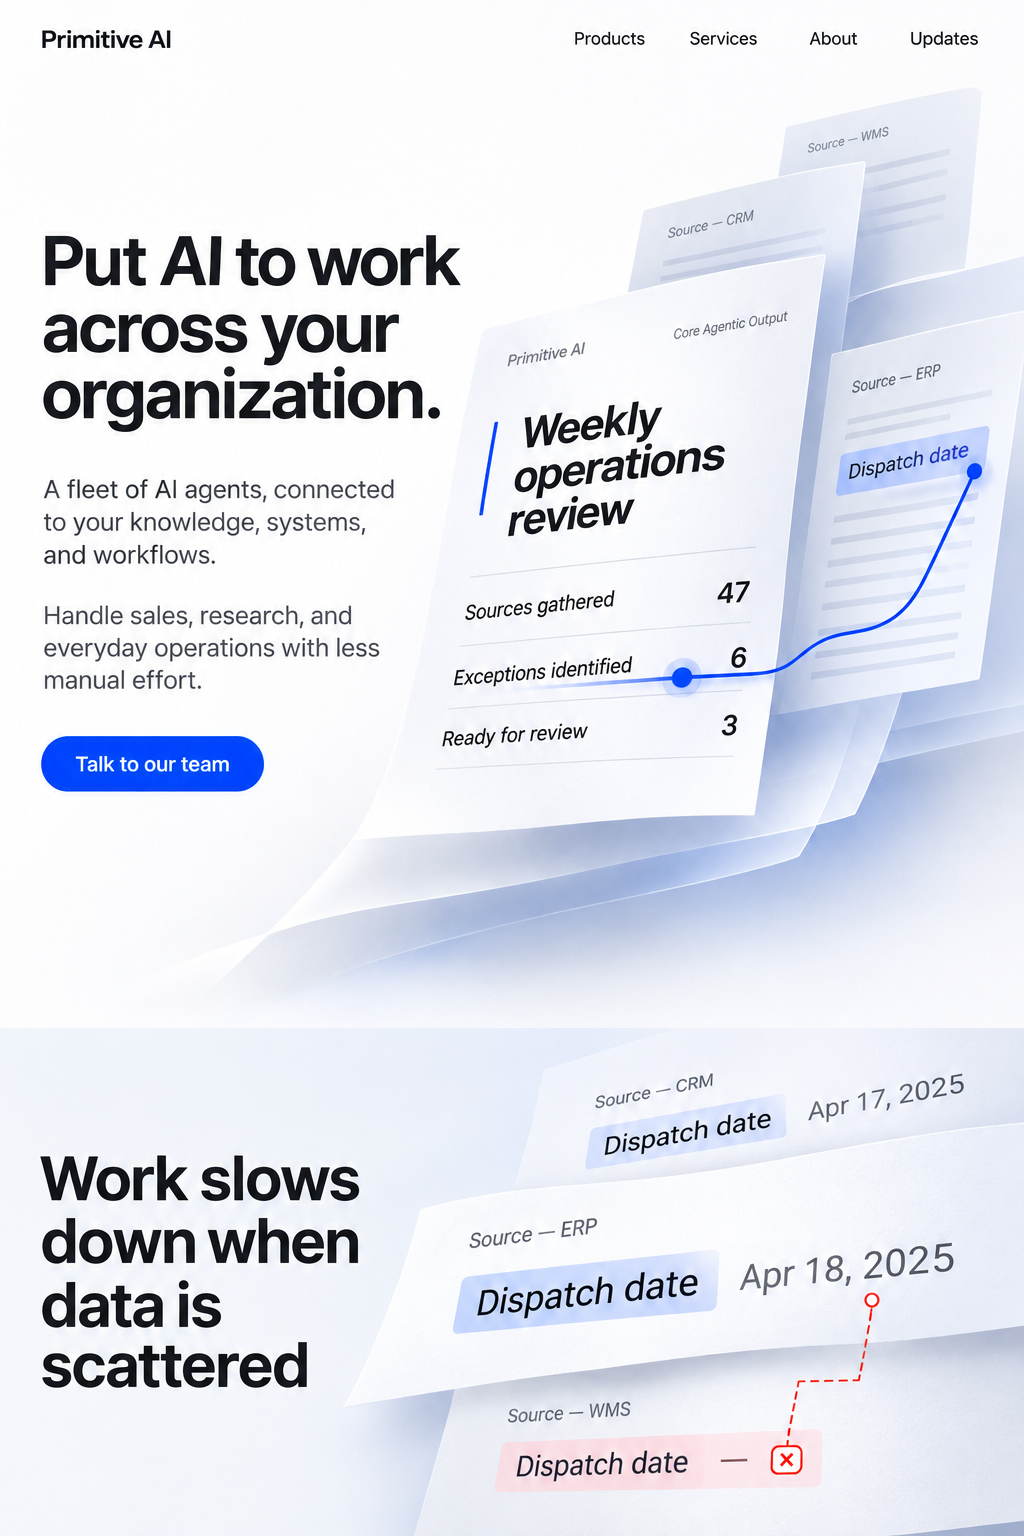 Primitive AI
Products
Services
About
Updates
Put AI to work
across your
organization.
A fleet of AI agents, connected
to your knowledge, systems,
and workflows.
Handle sales, research, and
everyday operations with less
manual effort.
Talk to our team
Source — WMS
Source — CRM
Primitive AI
Core Agentic Output
Weekly
operations
review
Sources gathered 47
Exceptions identified 6
Ready for review 3
Source — ERP
Dispatch date
Work slows
down when
data is
scattered
Source — CRM
Dispatch date Apr 17, 2025
Source — ERP
Dispatch date Apr 18, 2025
Source — WMS
Dispatch date —